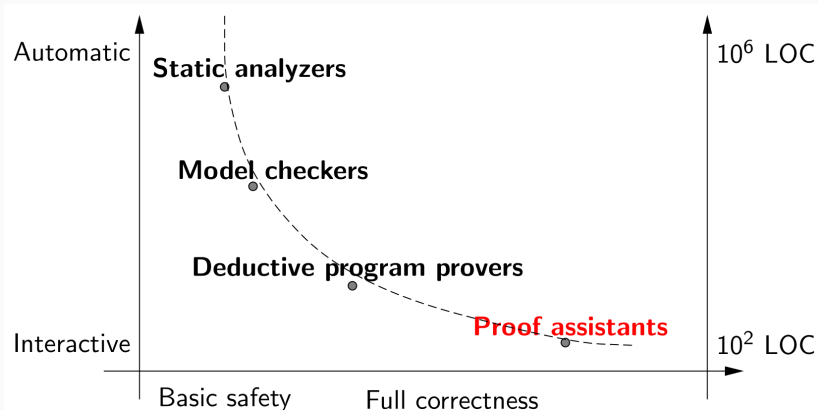 Automatic
10⁶ LOC
Static analyzers
Model checkers
Deductive program provers
Proof assistants
Interactive
10² LOC
Basic safety
Full correctness